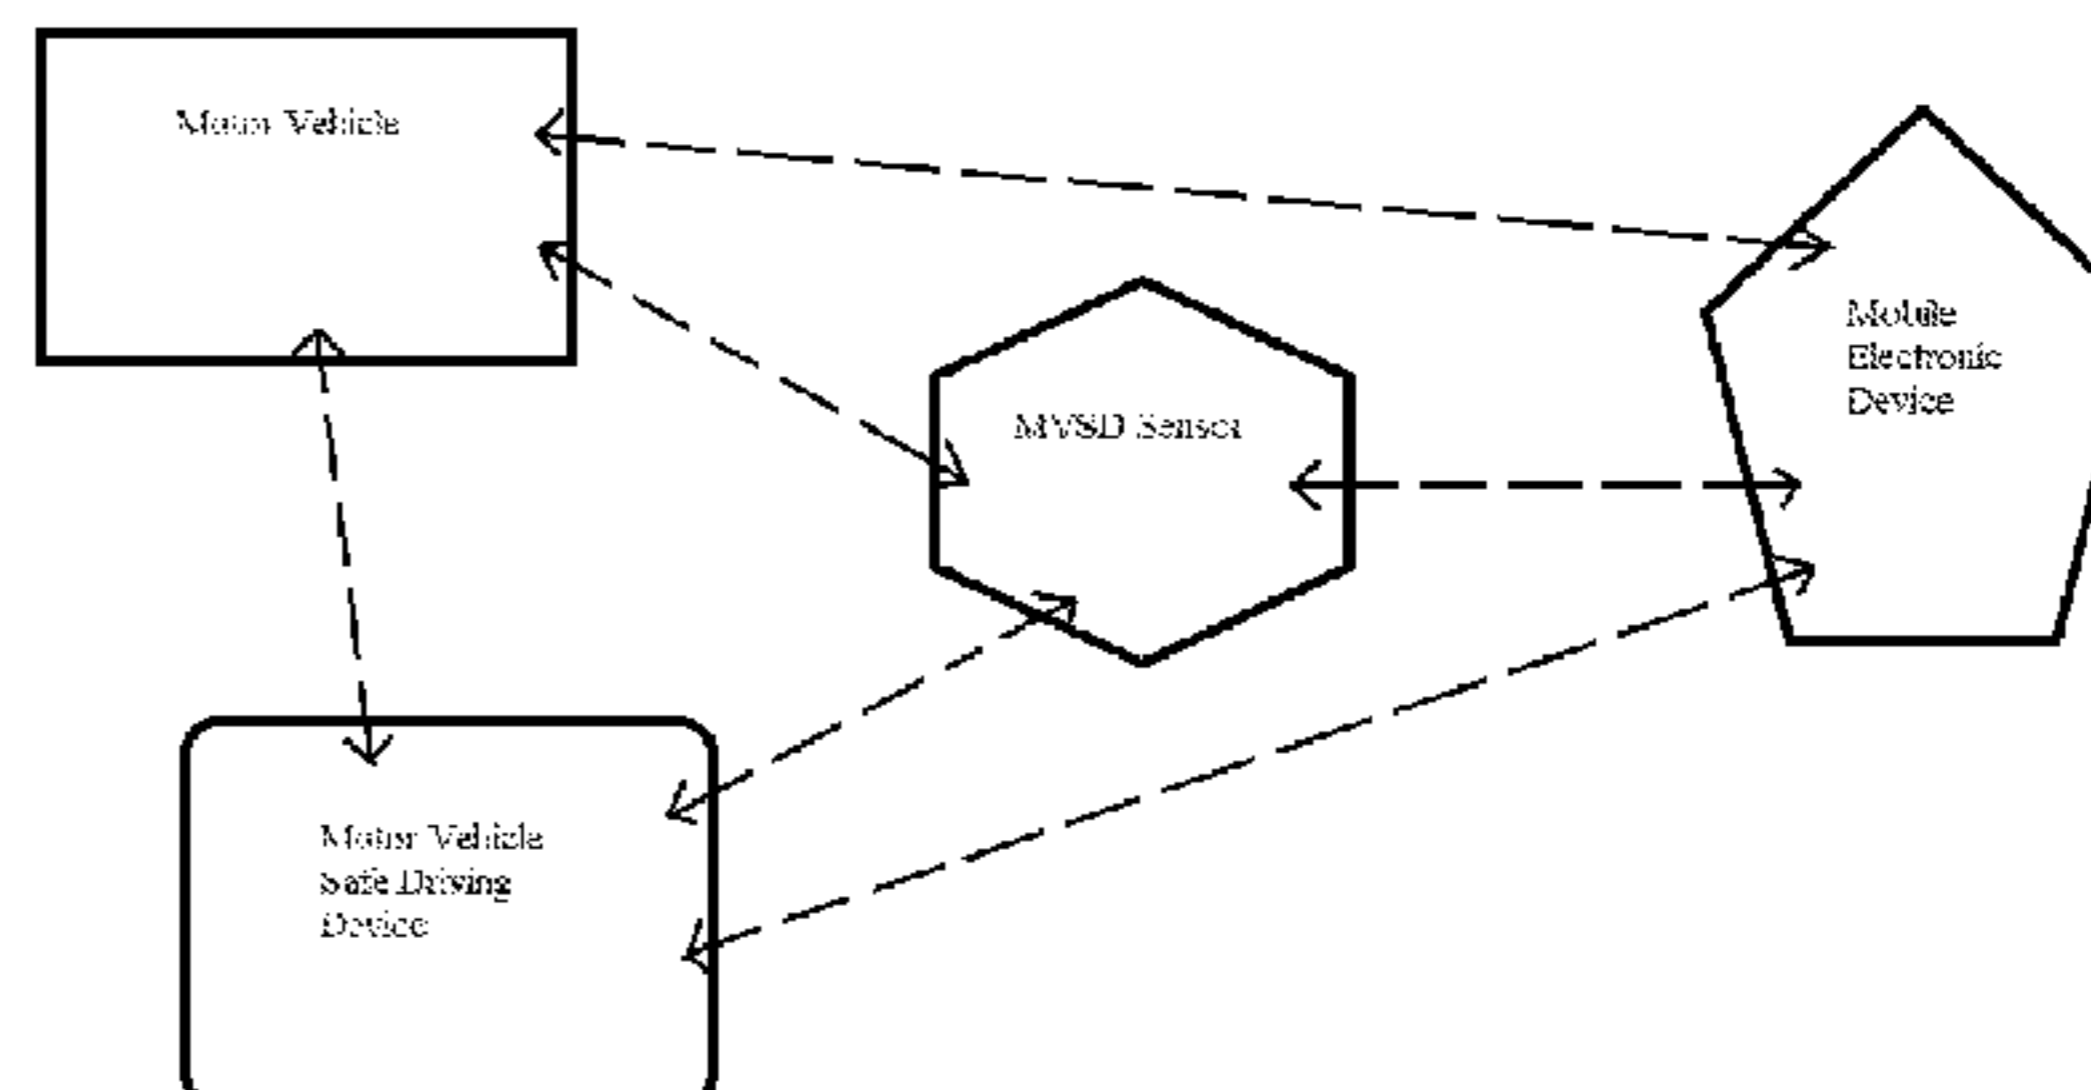 Motor Vehicle
Mobile
Electronic
Device
MVSD Sensor
Motor Vehicle
Safe Driving
Device